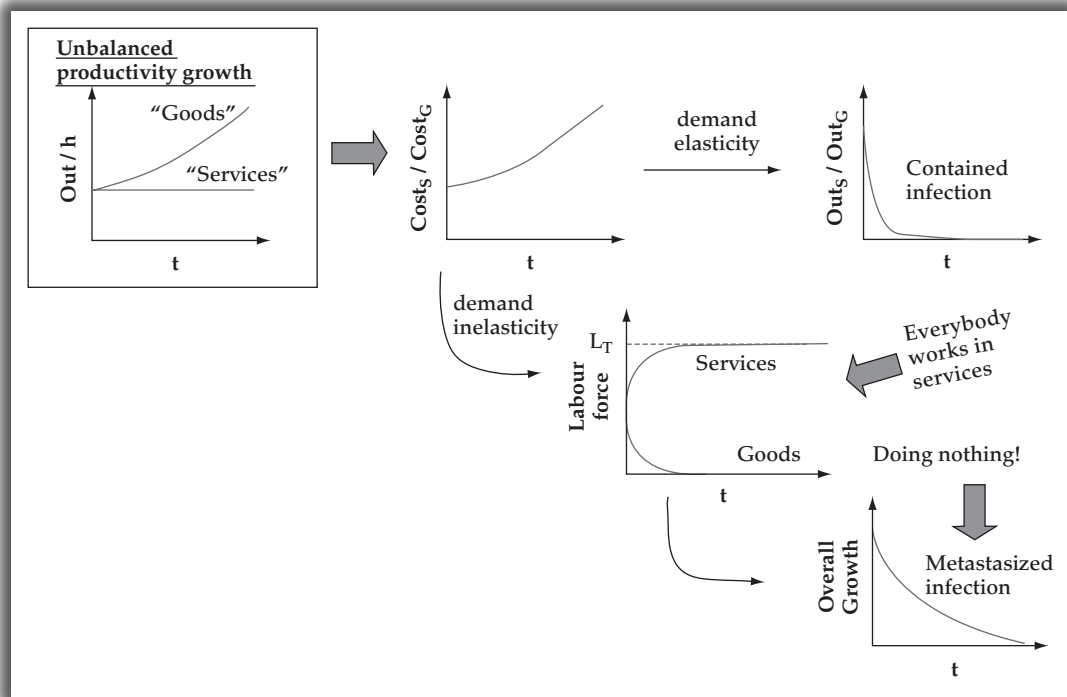 Unbalanced
productivity growth
Out / h
"Goods"
"Services"
t
Cost_S / Cost_G
t
demand
elasticity
Out_S / Out_G
Contained
infection
t
demand
inelasticity
Labour
force
L_T
Services
Goods
t
Everybody
works in
services
Doing nothing!
Overall
Growth
Metastasized
infection
t